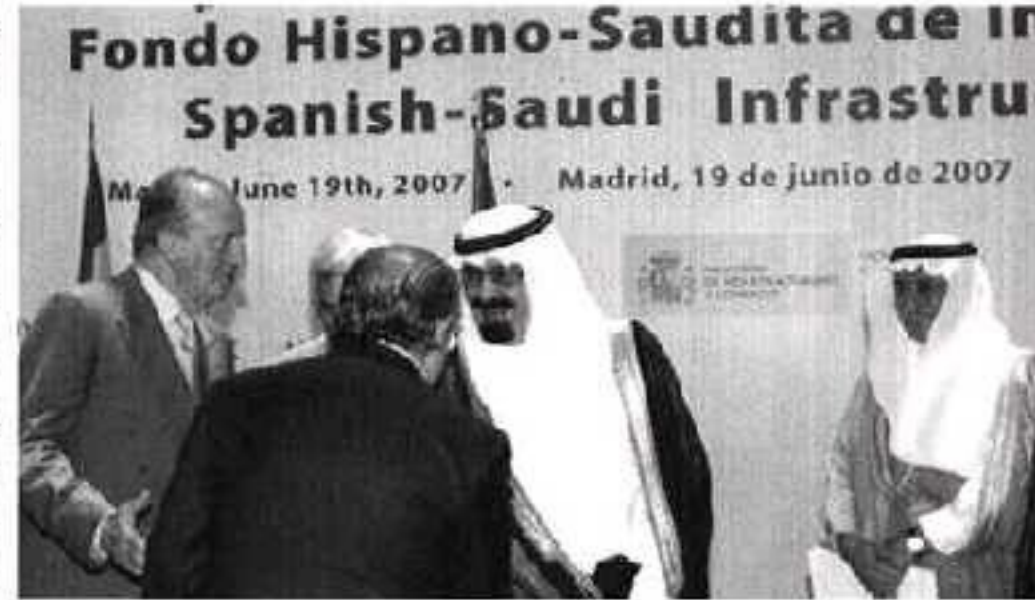 Fondo Hispano-Saudita de
Spanish-Saudi Infrastru
June 19th, 2007 · Madrid, 19 de junio de 2007